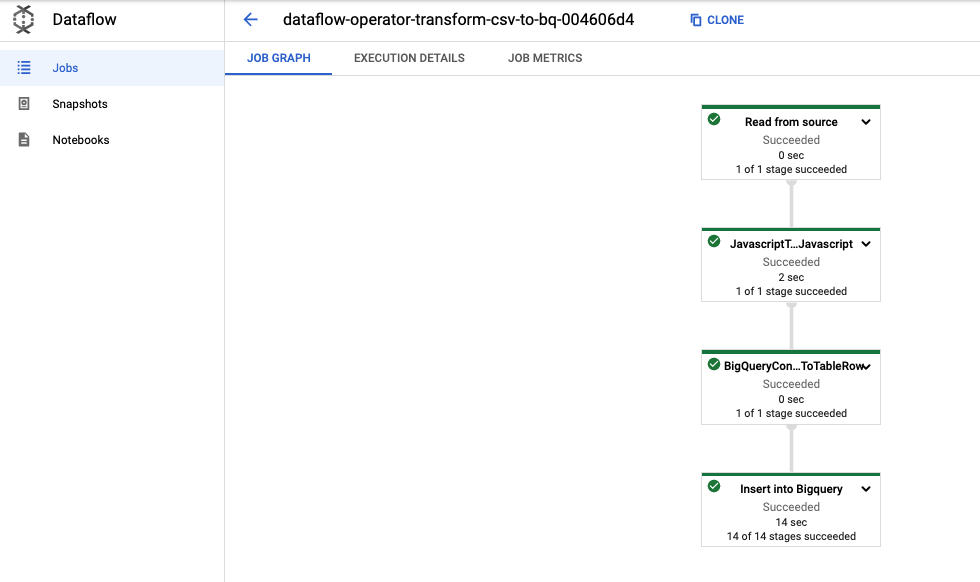 Dataflow
dataflow-operator-transform-csv-to-bq-004606d4
CLONE
Jobs
Snapshots
Notebooks
JOB GRAPH
EXECUTION DETAILS
JOB METRICS
Read from source
Succeeded
0 sec
1 of 1 stage succeeded
JavascriptT...Javascript
Succeeded
2 sec
1 of 1 stage succeeded
BigQueryCon...ToTableRow
Succeeded
0 sec
1 of 1 stage succeeded
Insert into Bigquery
Succeeded
14 sec
14 of 14 stages succeeded